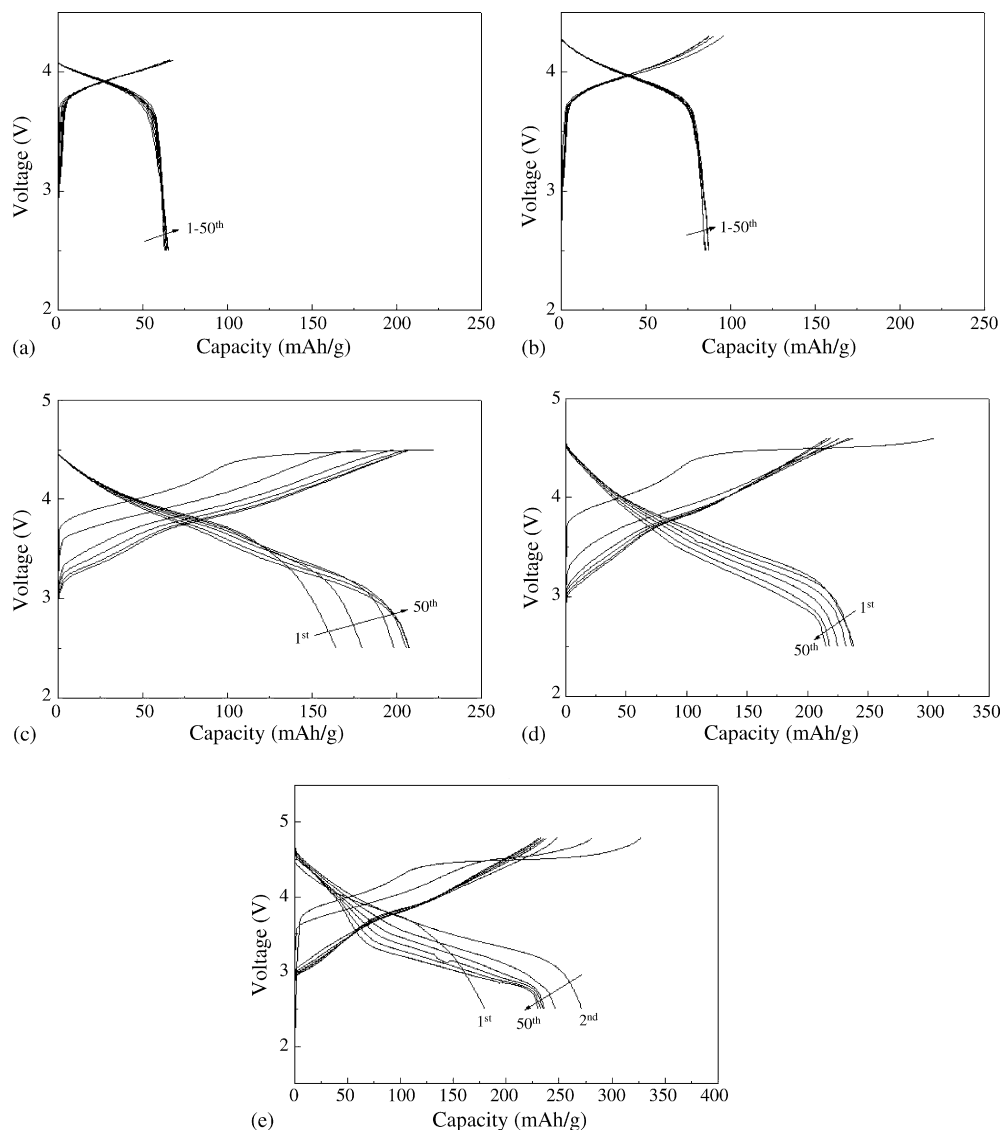 4
3
2
Voltage (V)
1-50th
0 50 100 150 200 250
(a) Capacity (mAh/g)
4
3
2
Voltage (V)
1-50th
0 50 100 150 200 250
(b) Capacity (mAh/g)
5
4
3
2
Voltage (V)
50th
1st
0 50 100 150 200 250
(c) Capacity (mAh/g)
5
4
3
2
Voltage (V)
1st
50th
0 50 100 150 200 250 300 350
(d) Capacity (mAh/g)
5
4
3
2
Voltage (V)
1st 50th 2nd
0 50 100 150 200 250 300 350 400
(e) Capacity (mAh/g)